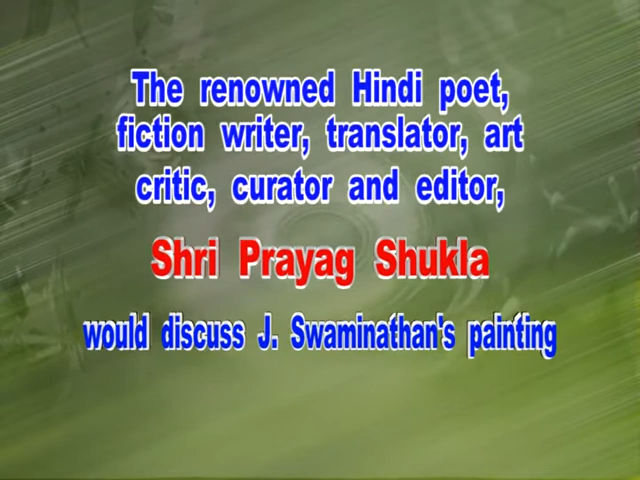 The renowned Hindi poet,
fiction writer, translator, art
critic, curator and editor,
Shri Prayag Shukla
would discuss J. Swaminathan's painting